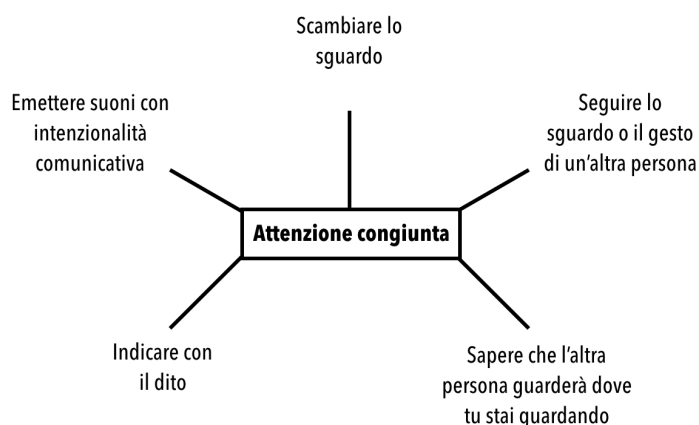 Scambiare lo
sguardo
Emettere suoni con
intenzionalità
comunicativa
Seguire lo
sguardo o il gesto
di un'altra persona
Attenzione congiunta
Indicare con
il dito
Sapere che l'altra
persona guarderà dove
tu stai guardando